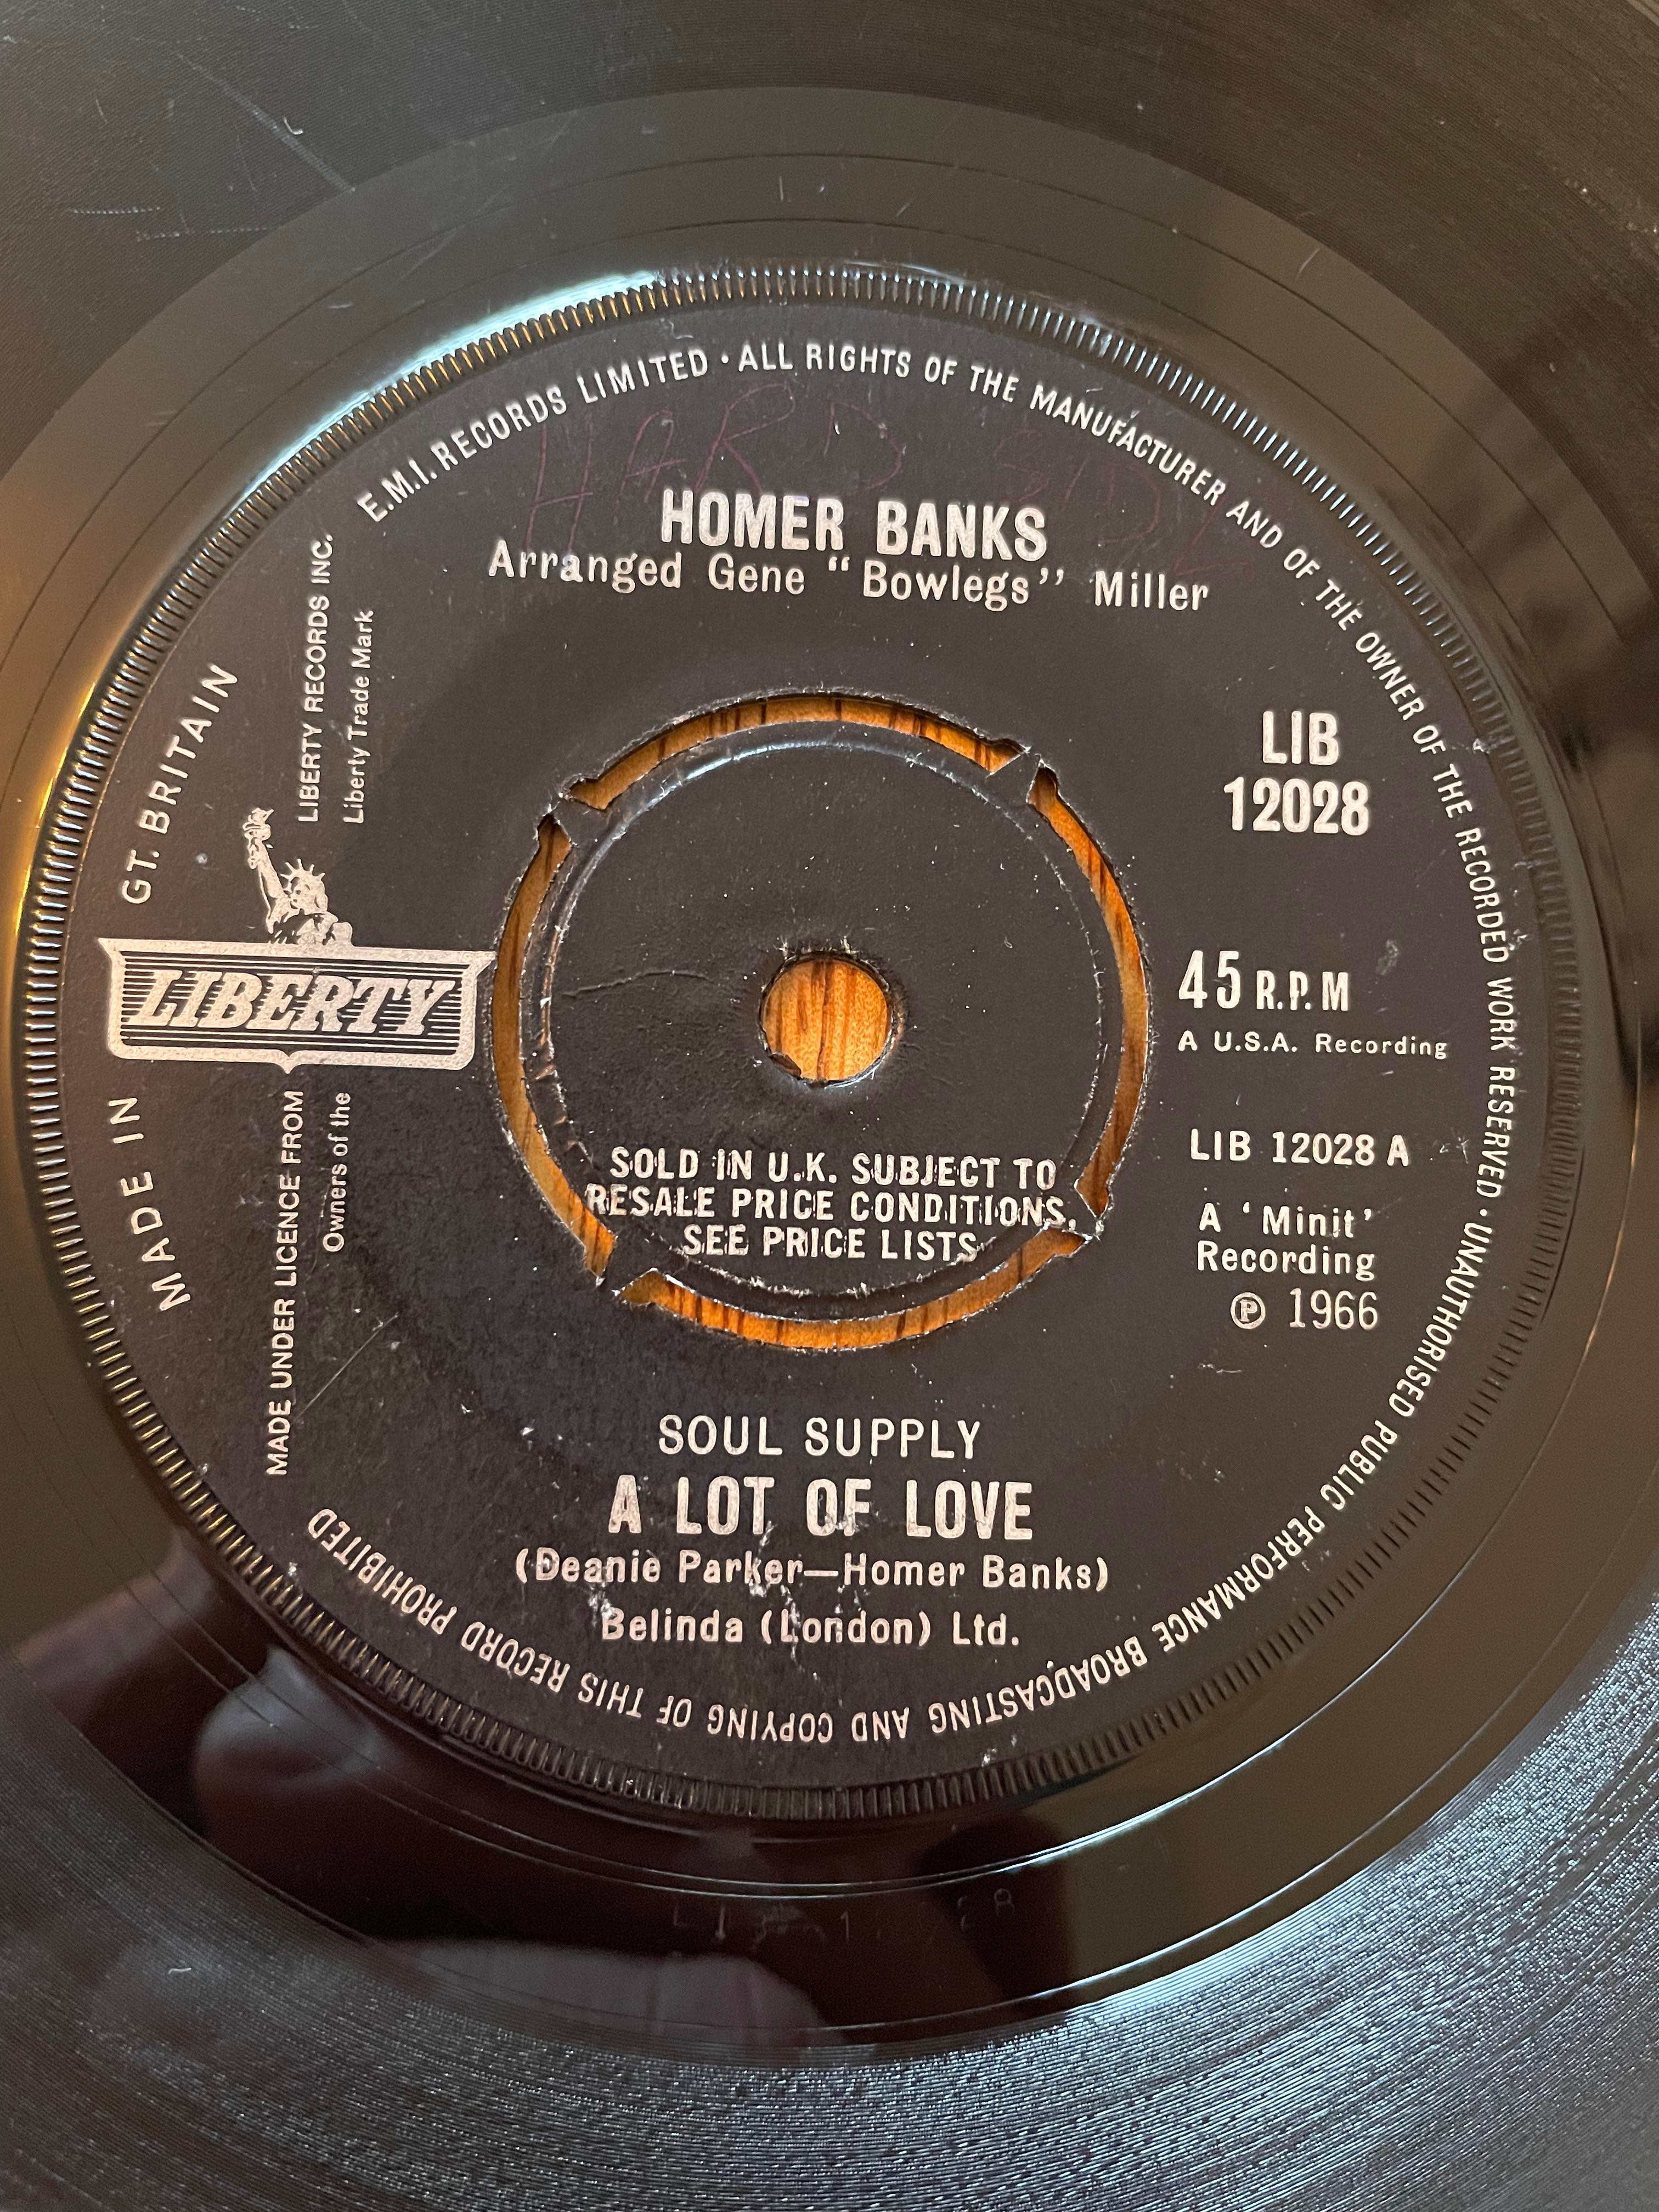 E.M.I. RECORDS LIMITED · ALL RIGHTS OF THE MANUFACTURER AND OF THE OWNER OF THE RECORDED WORK RESERVED · UNAUTHORISED PUBLIC PERFORMANCE BROADCASTING AND COPYING OF THIS RECORD PROHIBITED
HARD SIDE
HOMER BANKS
Arranged Gene “Bowlegs” Miller
MADE IN GT. BRITAIN
LIBERTY
MADE UNDER LICENCE FROM LIBERTY RECORDS INC.
Owners of the Liberty Trade Mark
LIB
12028
45 R.P.M
A U.S.A. Recording
LIB 12028 A
A ‘Minit’
Recording
℗ 1966
SOLD IN U.K. SUBJECT TO
RESALE PRICE CONDITIONS,
SEE PRICE LISTS
SOUL SUPPLY
A LOT OF LOVE
(Deanie Parker—Homer Banks)
Belinda (London) Ltd.